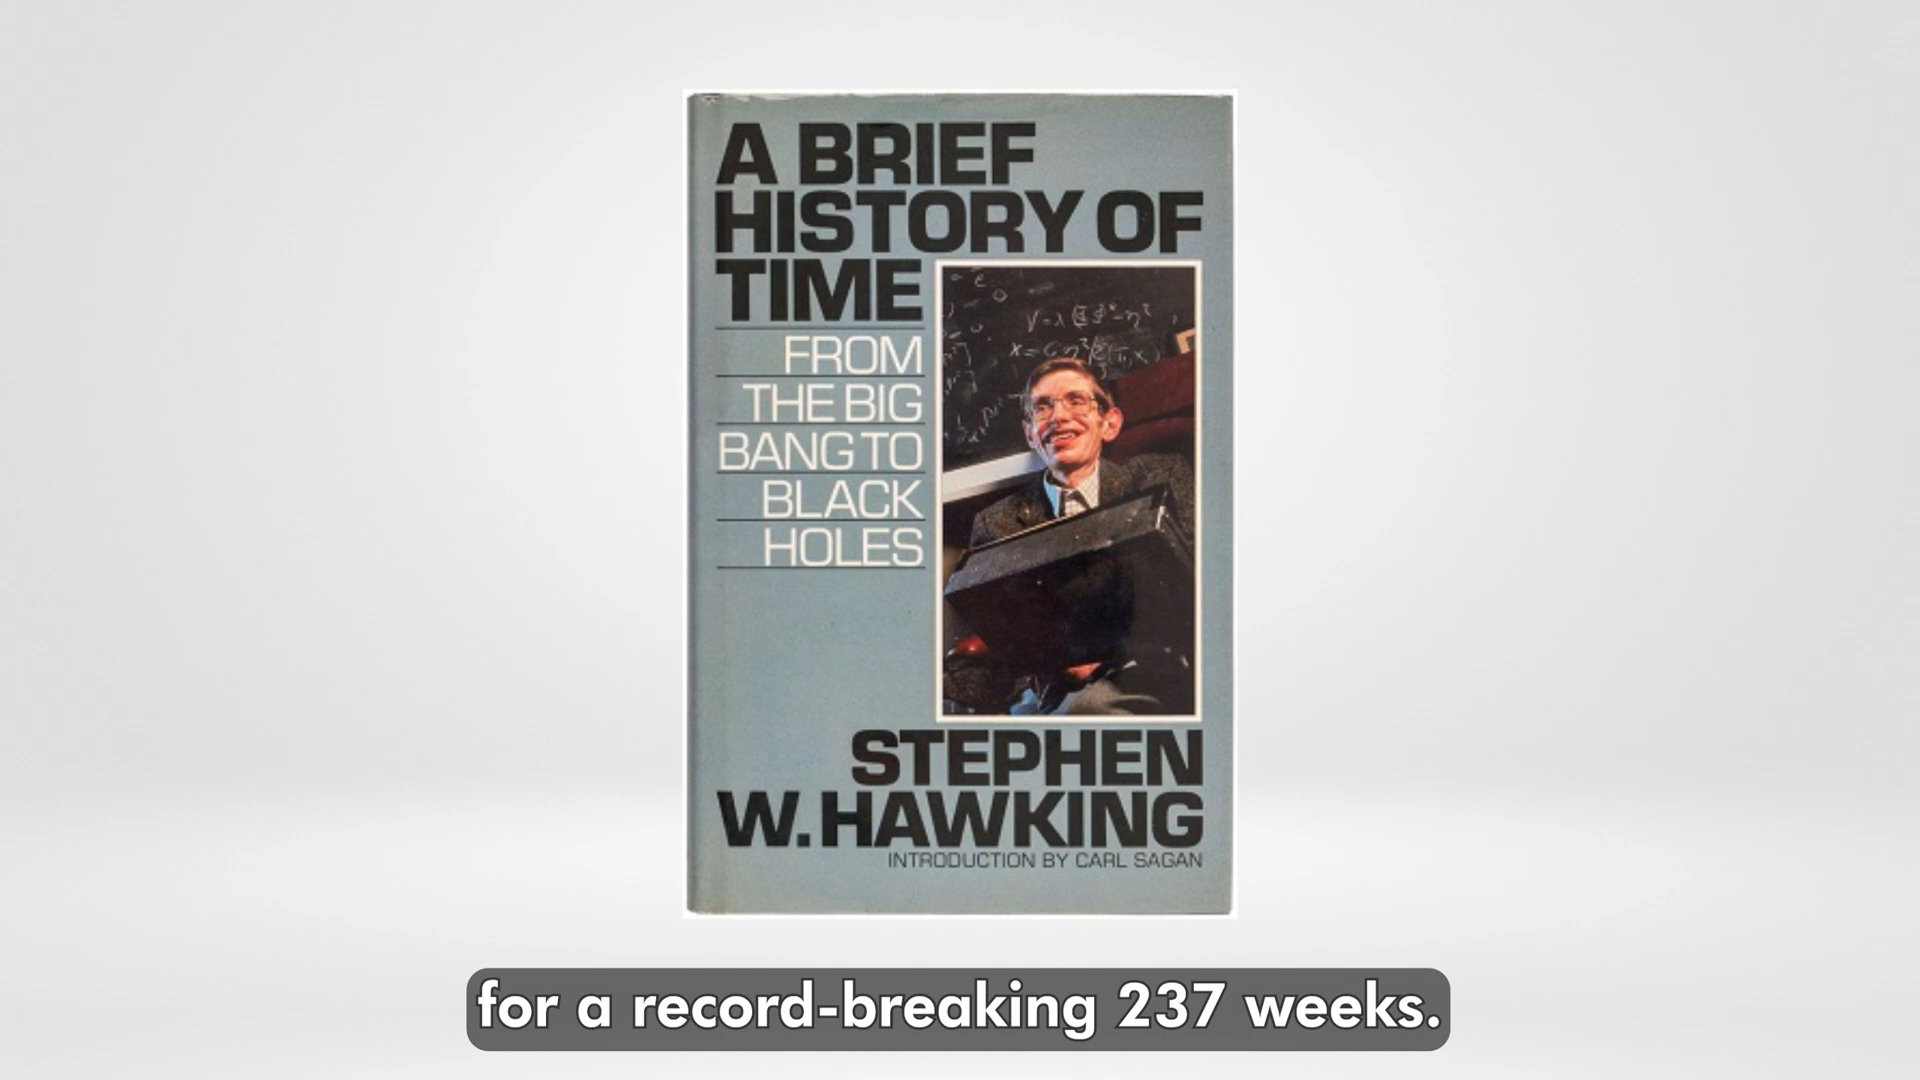 A BRIEF
HISTORY OF
TIME
FROM
THE BIG
BANG TO
BLACK
HOLES
STEPHEN
W. HAWKING
INTRODUCTION BY CARL SAGAN
for a record-breaking 237 weeks.